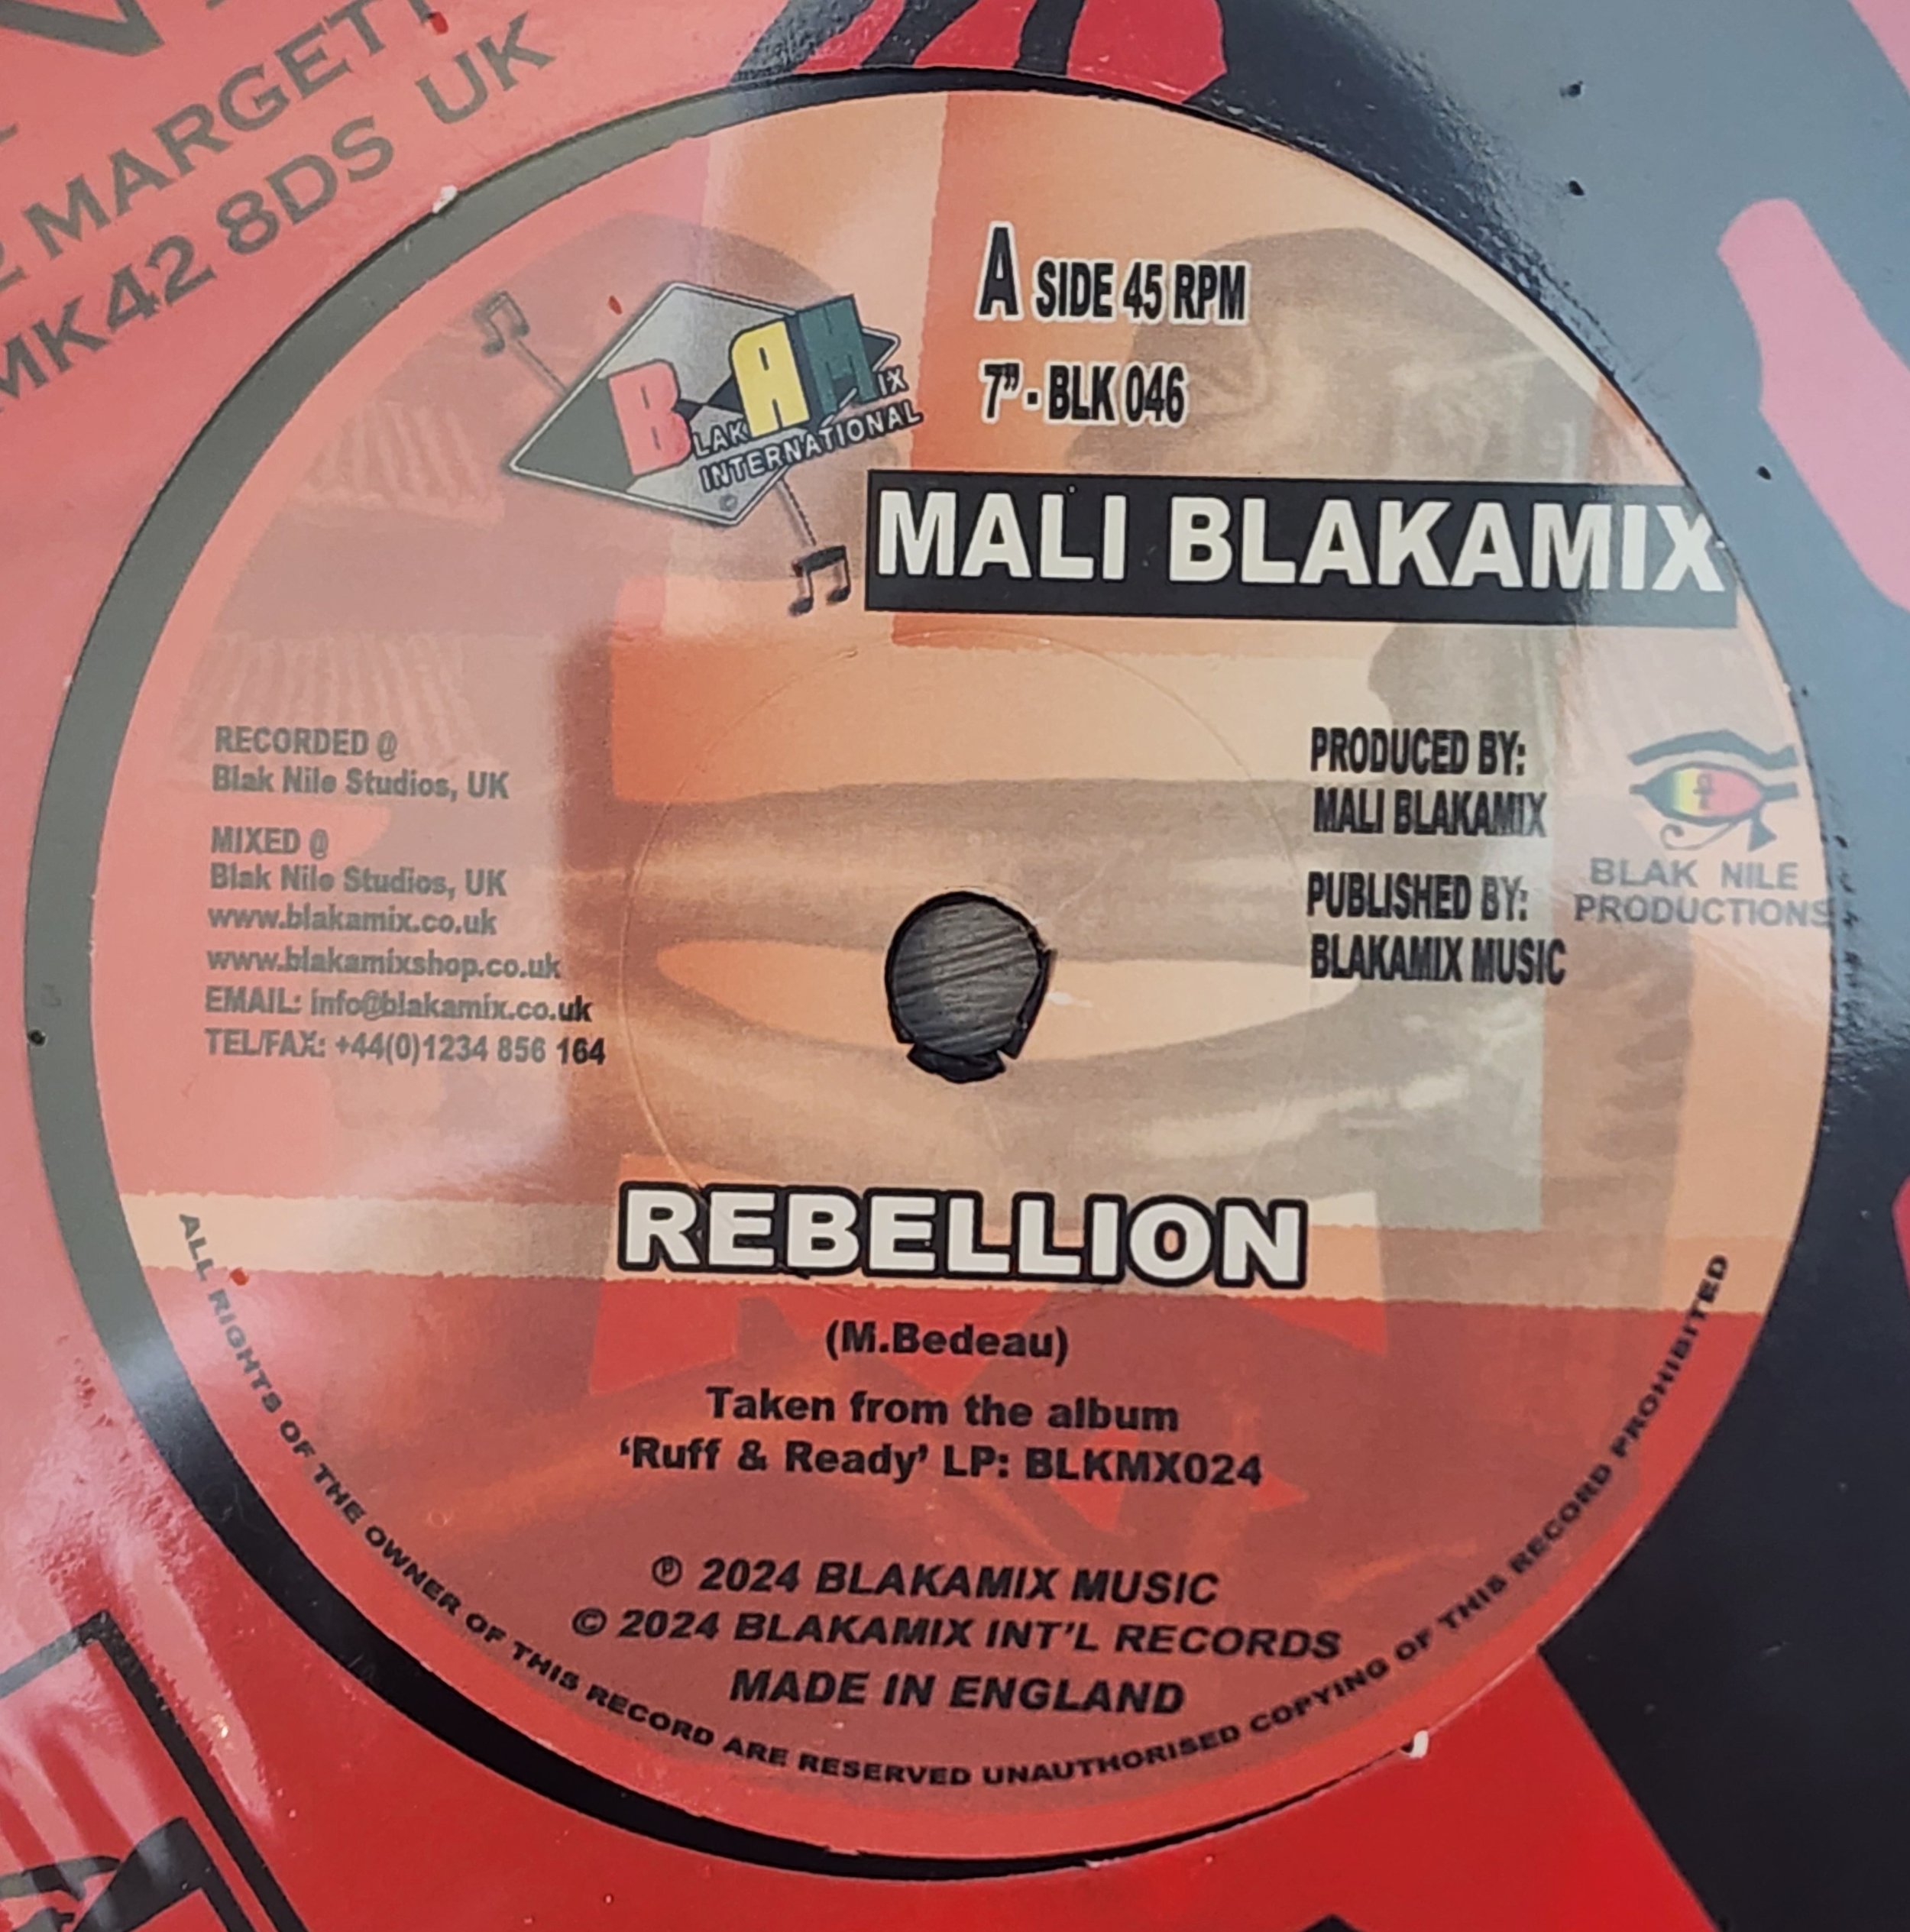 MARGETT
MK42 8DS UK
A SIDE 45 RPM
7" - BLK 046
BLAKAMIX
INTERNATIONAL
©
MALI BLAKAMIX
RECORDED @
Blak Nile Studios, UK
MIXED @
Blak Nile Studios, UK
www.blakamix.co.uk
www.blakamixshop.co.uk
EMAIL: info@blakamix.co.uk
TEL/FAX: +44(0)1234 856 164
PRODUCED BY:
MALI BLAKAMIX
PUBLISHED BY:
BLAKAMIX MUSIC
BLAK NILE
PRODUCTIONS
REBELLION
(M.Bedeau)
Taken from the album
‘Ruff & Ready’ LP: BLKMX024
℗ 2024 BLAKAMIX MUSIC
© 2024 BLAKAMIX INT'L RECORDS
MADE IN ENGLAND
ALL RIGHTS OF THE OWNER OF THIS RECORD ARE RESERVED UNAUTHORISED COPYING OF THIS RECORD PROHIBITED